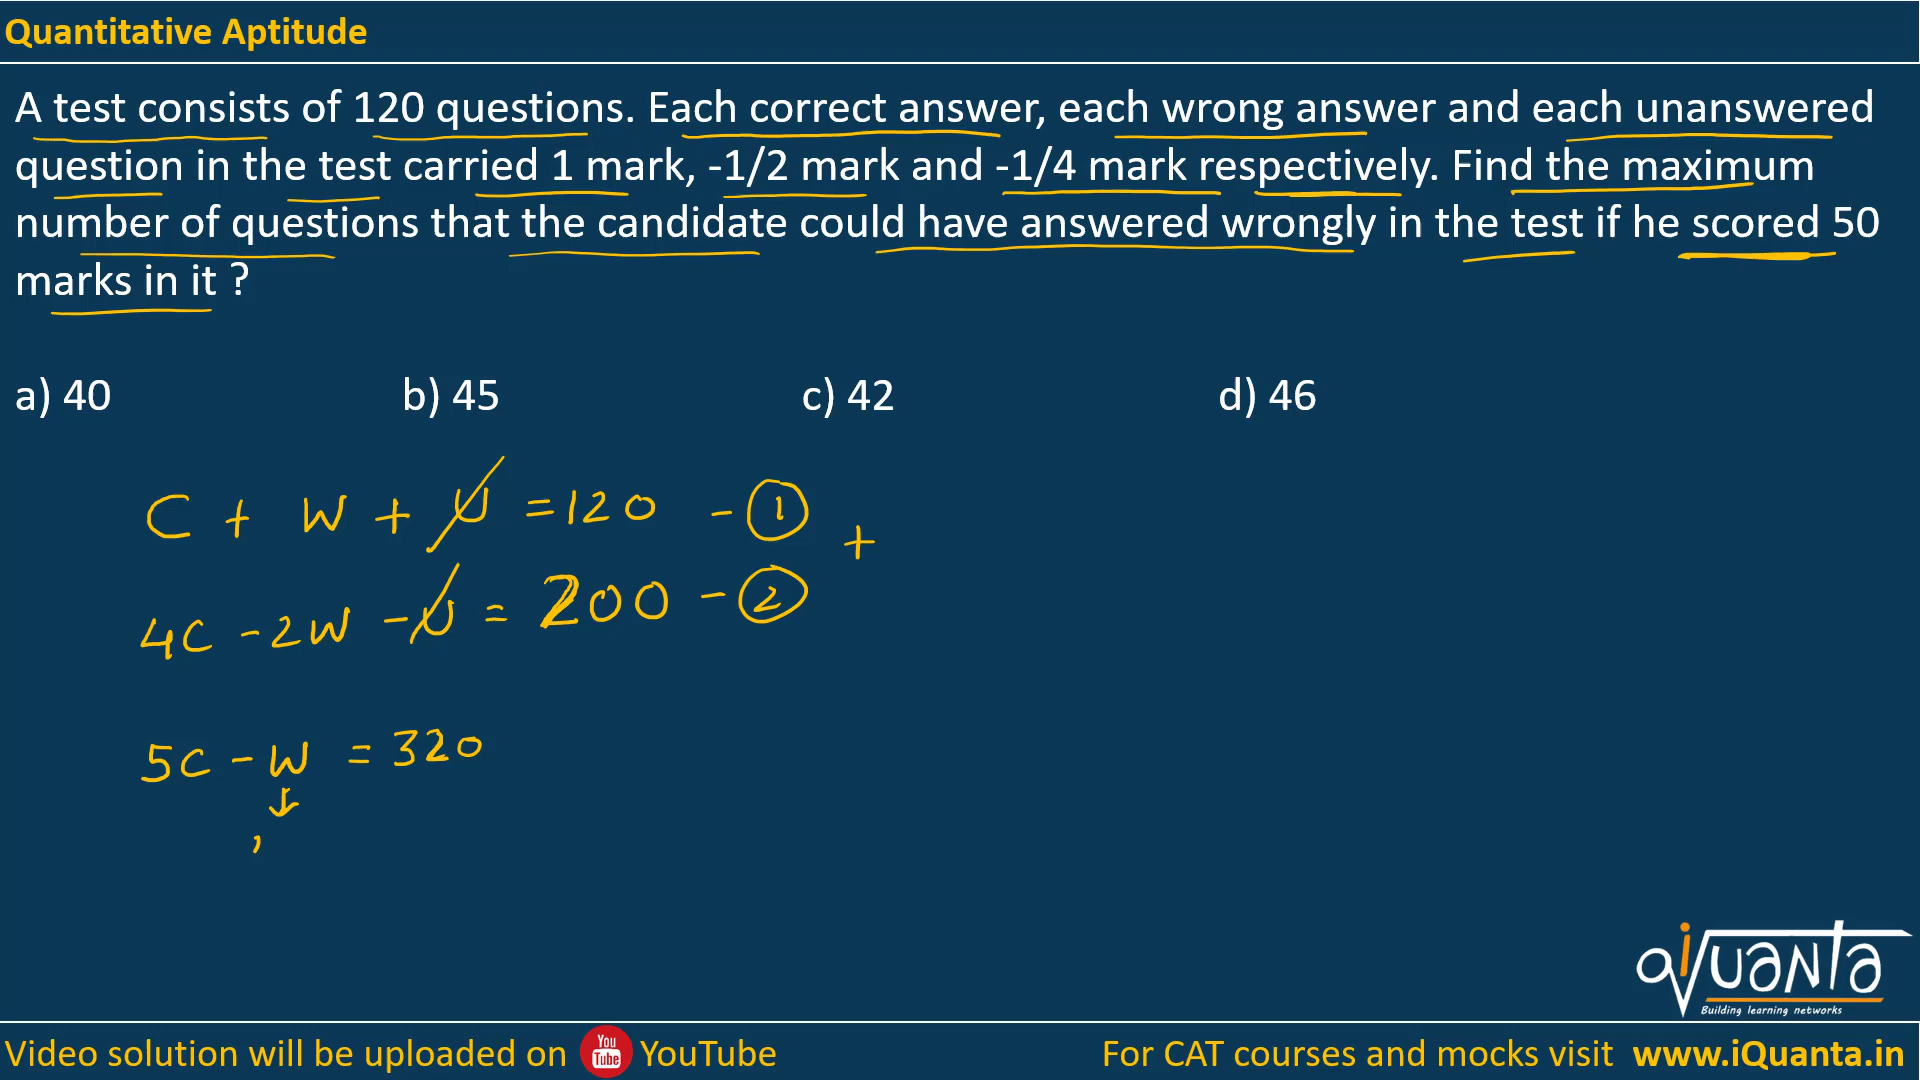 Quantitative Aptitude
A test consists of 120 questions. Each correct answer, each wrong answer and each unanswered
question in the test carried 1 mark, -1/2 mark and -1/4 mark respectively. Find the maximum
number of questions that the candidate could have answered wrongly in the test if he scored 50
marks in it ?
a) 40 b) 45 c) 42 d) 46
C + W + U = 120 - 1
+
4C - 2W - U = 200 - 2
5C - W = 320
iQuanta
Building learning networks
Video solution will be uploaded on You Tube YouTube
For CAT courses and mocks visit www.iQuanta.in